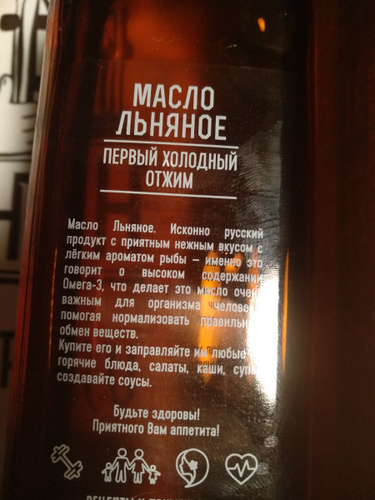 МАСЛО
ЛЬНЯНОЕ
ПЕРВЫЙ ХОЛОДНЫЙ
ОТЖИМ
Масло Льняное. Исконно русский
продукт с приятным нежным вкусом с
лёгким ароматом рыбы – именно это
говорит о высоком содержании
Омега-3, что делает это масло очень
важным для организма человека
помогая нормализовать правильный
обмен веществ.
Купите его и заправляйте им любые
горячие блюда, салаты, каши, супы
создавайте соусы.
Будьте здоровы!
Приятного Вам аппетита!